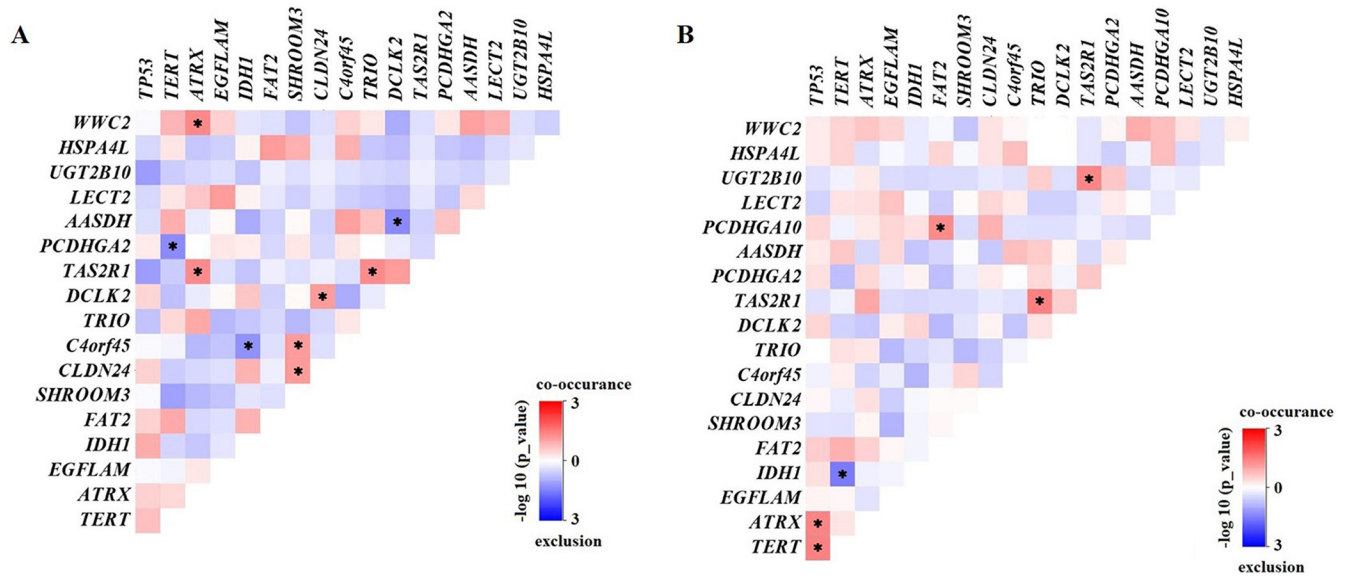 A
TP53
TERT
ATRX
EGFLAM
IDH1
FAT2
SHROOM3
CLDN24
C4orf45
TRIO
DCLK2
TAS2R1
PCDHGA2
AASDH
LECT2
UGT2B10
HSPA4L
WWC2
*
HSPA4L
UGT2B10
LECT2
AASDH
*
PCDHGA2
*
TAS2R1
* *
DCLK2
*
TRIO
C4orf45
* *
CLDN24
*
SHROOM3
FAT2
IDH1
EGFLAM
ATRX
TERT
co-occurance
3
0
3
-log 10 (p_value)
exclusion
B
TP53
TERT
ATRX
EGFLAM
IDH1
FAT2
SHROOM3
CLDN24
C4orf45
TRIO
DCLK2
TAS2R1
PCDHGA2
AASDH
PCDHGA10
LECT2
UGT2B10
HSPA4L
WWC2
HSPA4L
UGT2B10
*
LECT2
PCDHGA10
*
AASDH
PCDHGA2
TAS2R1
*
DCLK2
TRIO
C4orf45
CLDN24
SHROOM3
FAT2
IDH1
*
EGFLAM
ATRX
*
TERT
*
co-occurance
3
0
3
-log 10 (p_value)
exclusion